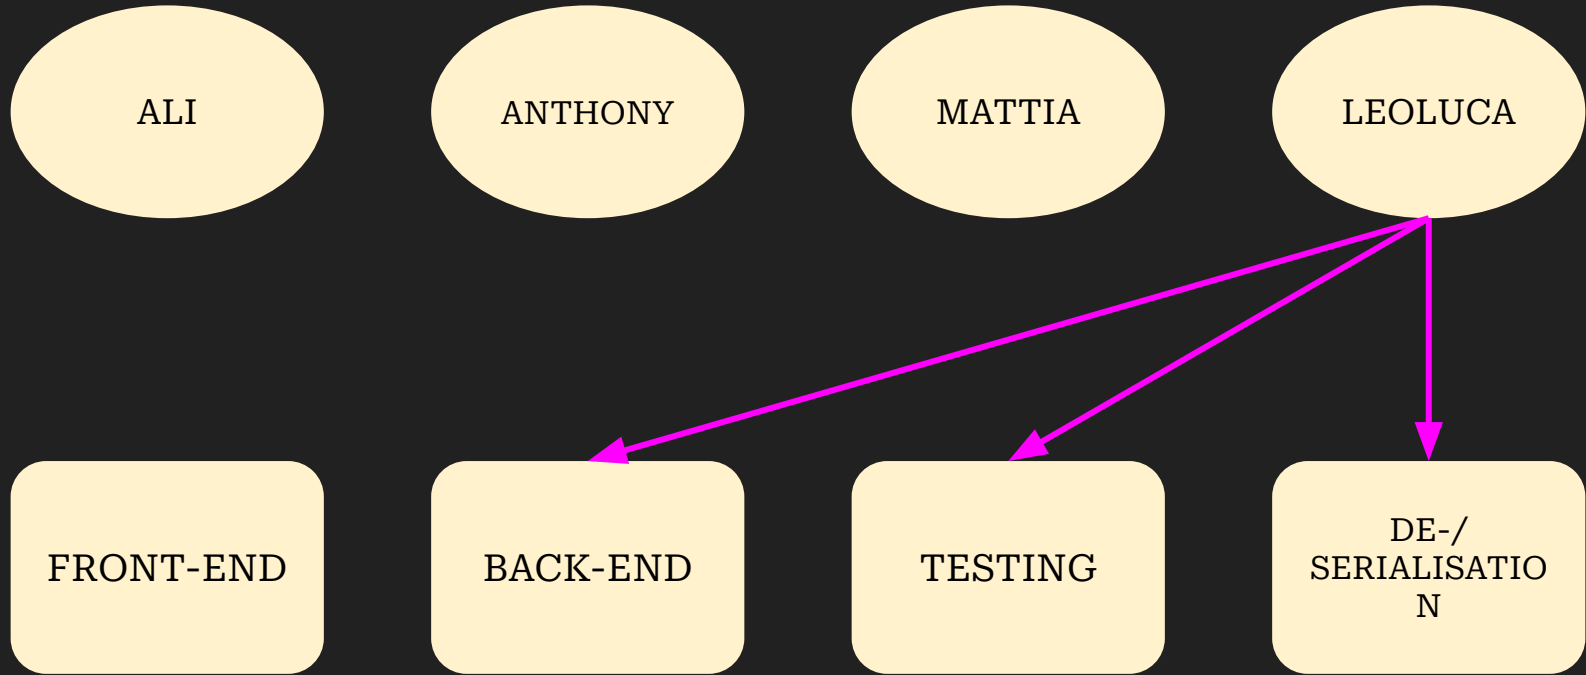 ALI
ANTHONY
MATTIA
LEOLUCA
FRONT-END
BACK-END
TESTING
DE-/
SERIALISATIO
N